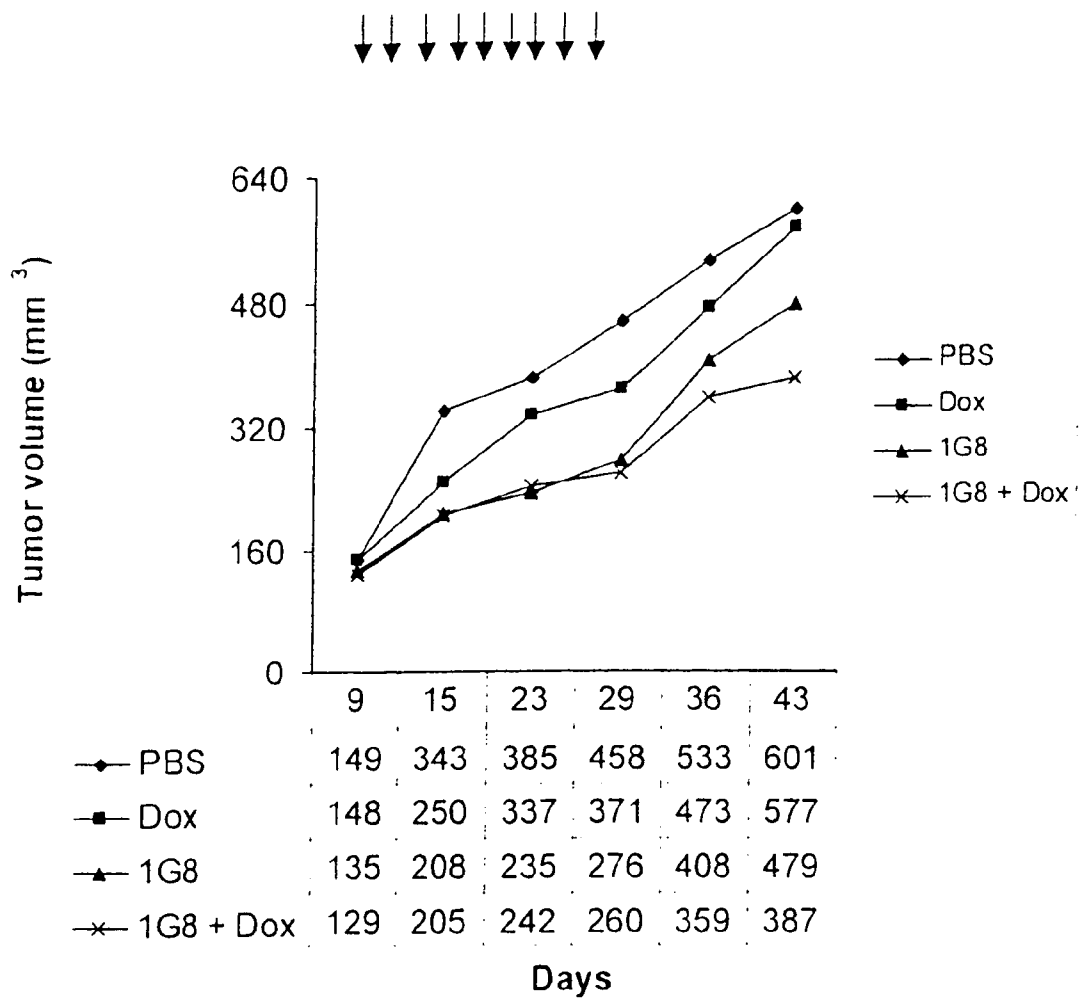 640
480
320
160
0
Tumor volume (mm 3)
PBS
Dox
1G8
1G8 + Dox
9 15 23 29 36 43
PBS 149 343 385 458 533 601
Dox 148 250 337 371 473 577
1G8 135 208 235 276 408 479
1G8 + Dox 129 205 242 260 359 387
Days